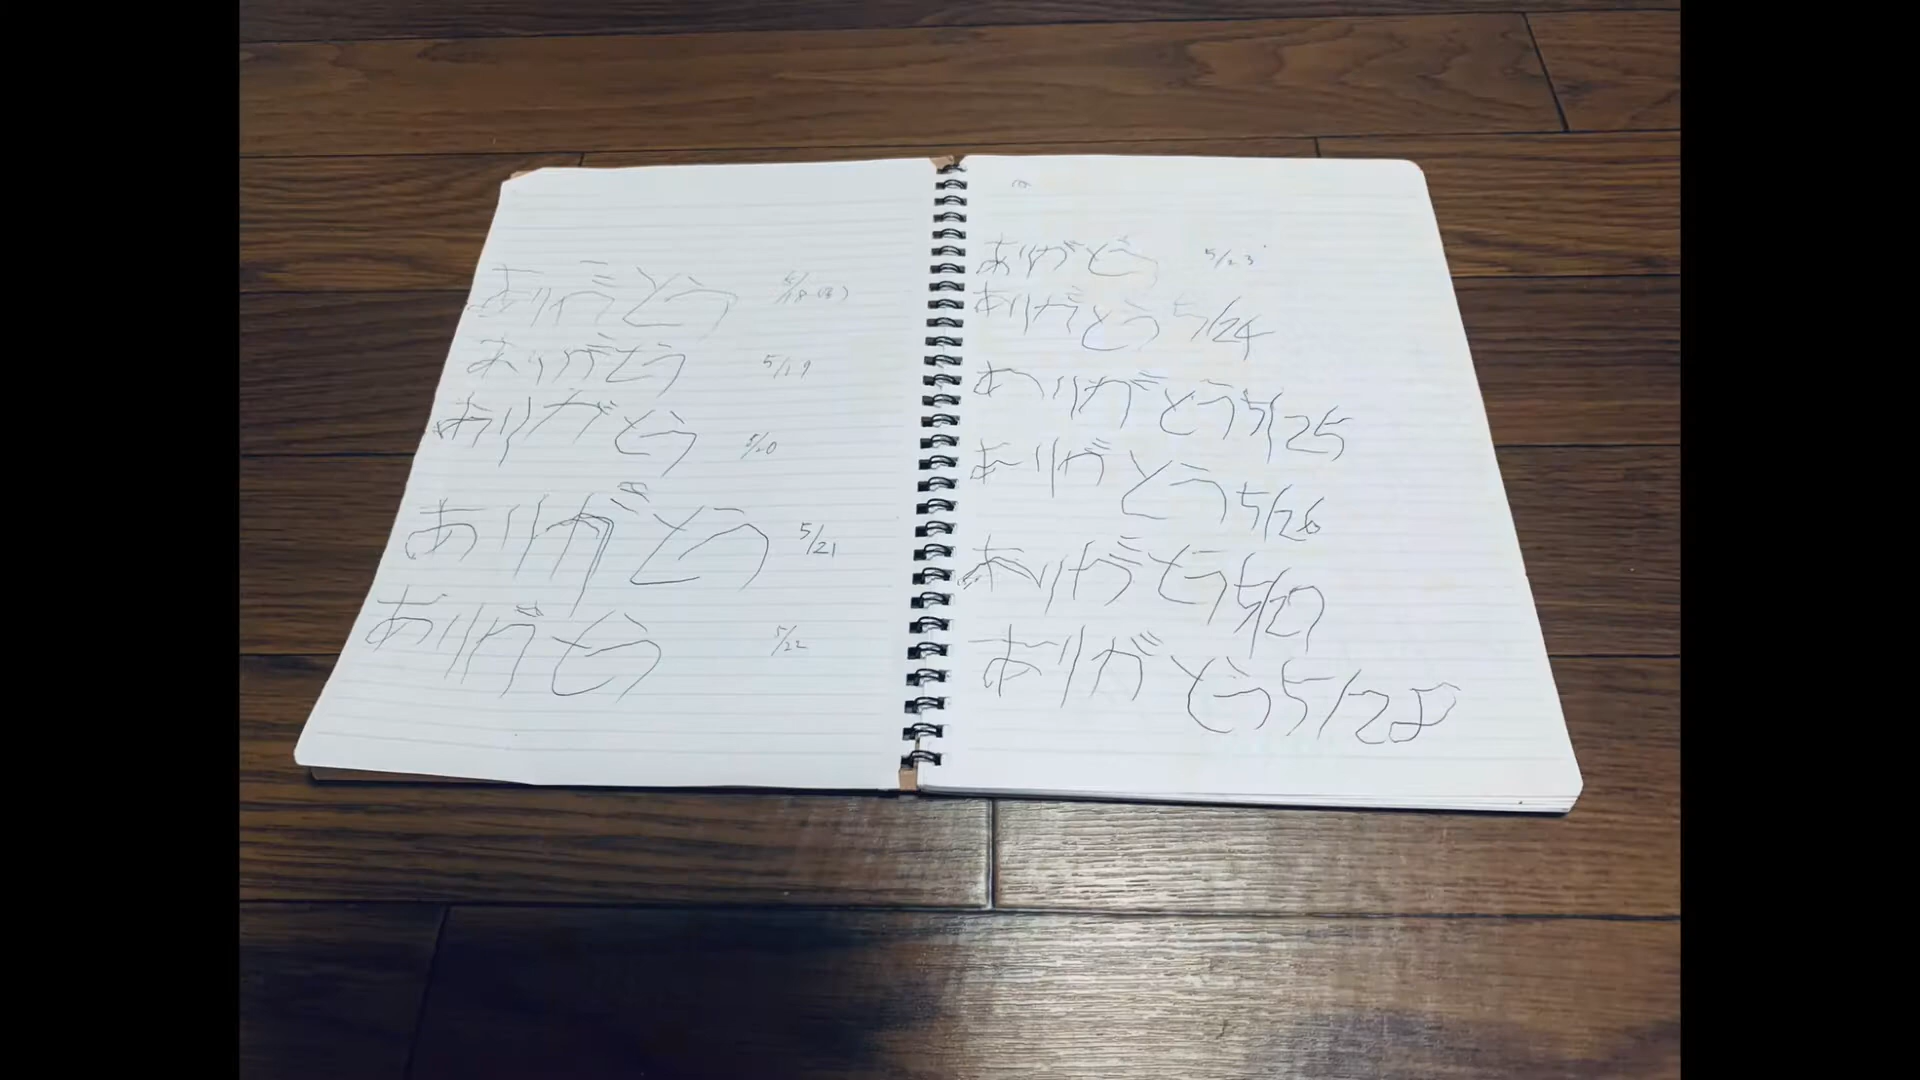 ありがとう 5/18
ありがとう 5/19
ありがとう 5/20
ありがとう 5/21
ありがとう 5/22
ありがとう 5/23
ありがとう 5/24
ありがとう 5/25
ありがとう 5/26
ありがとう 5/27
ありがとう 5/28